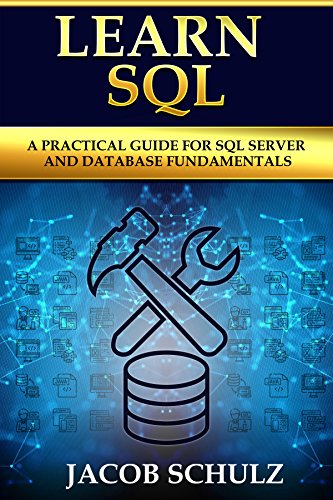 LEARN
SQL
A PRACTICAL GUIDE FOR SQL SERVER
AND DATABASE FUNDAMENTALS
JACOB SCHULZ